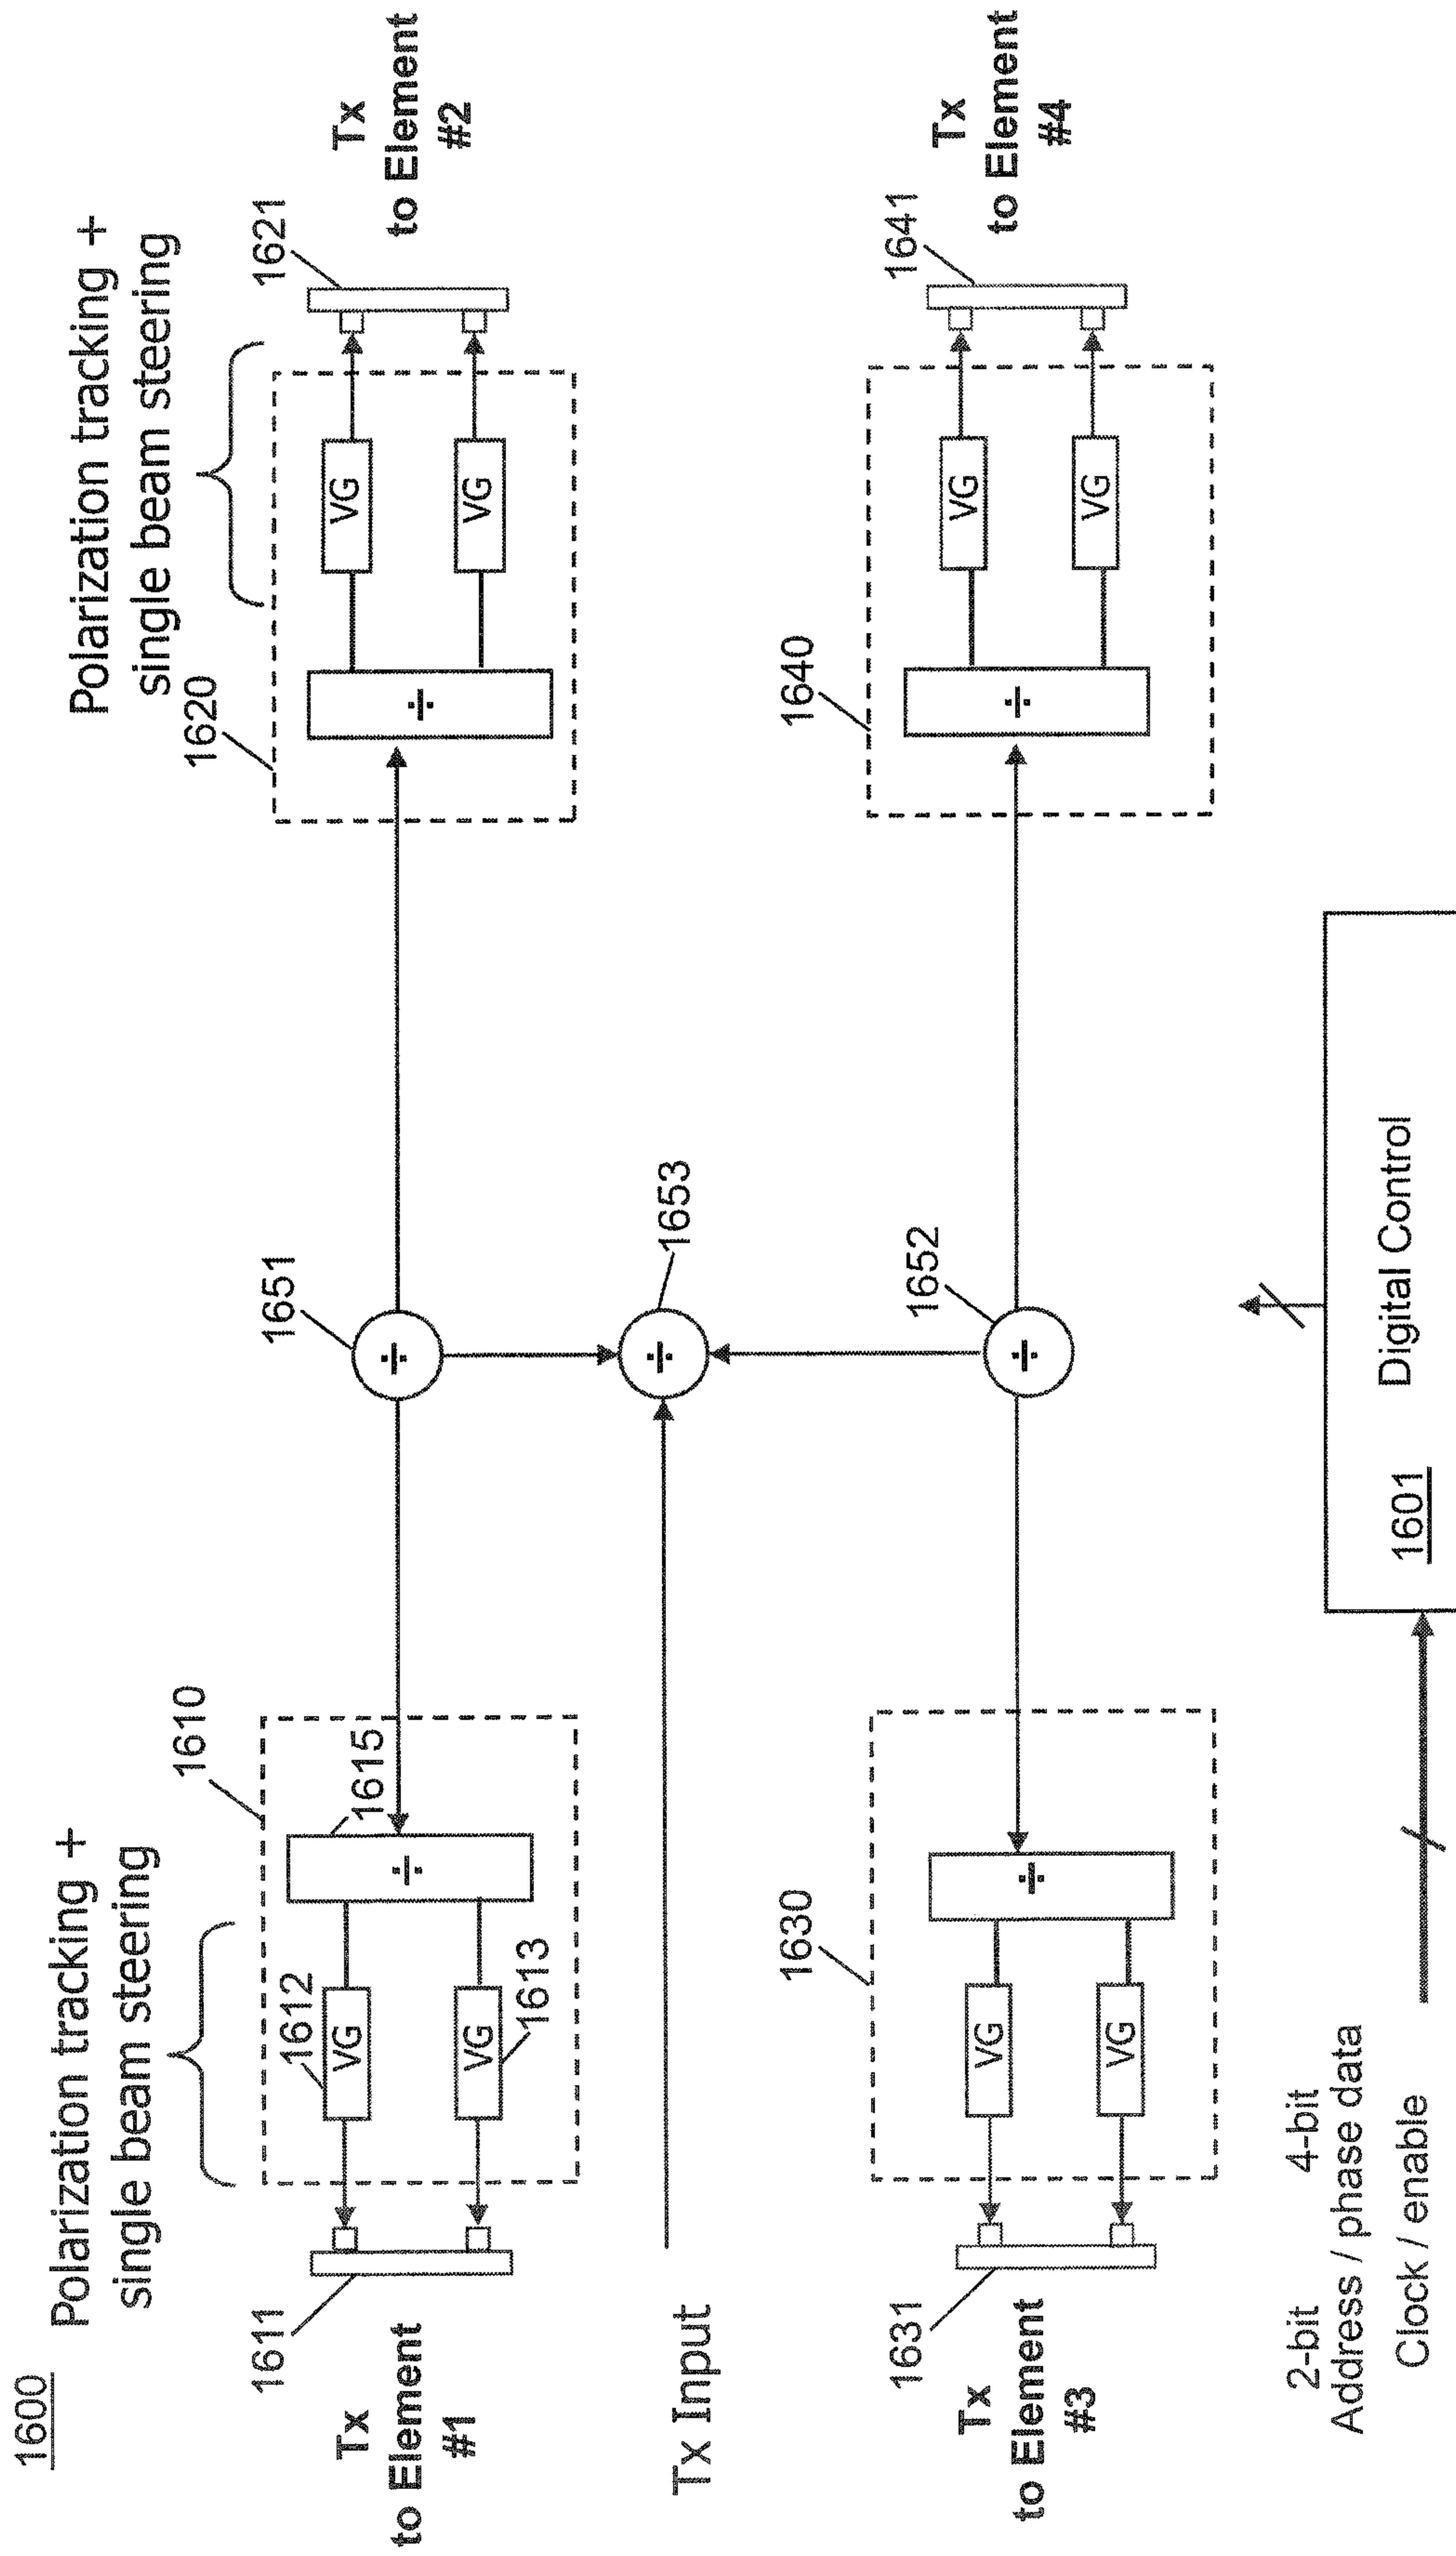 1600
Polarization tracking +
single beam steering
Polarization tracking +
single beam steering
1610
1620
1611
1612
1615
1613
VG
VG
÷
1651
÷
÷
VG
VG
1621
Tx
to Element
#1
Tx
to Element
#2
Tx Input
1653
÷
1630
1631
VG
VG
÷
1652
÷
1640
÷
VG
VG
1641
Tx
to Element
#3
Tx
to Element
#4
2-bit 4-bit
Address / phase data
Clock / enable
Digital Control
1601